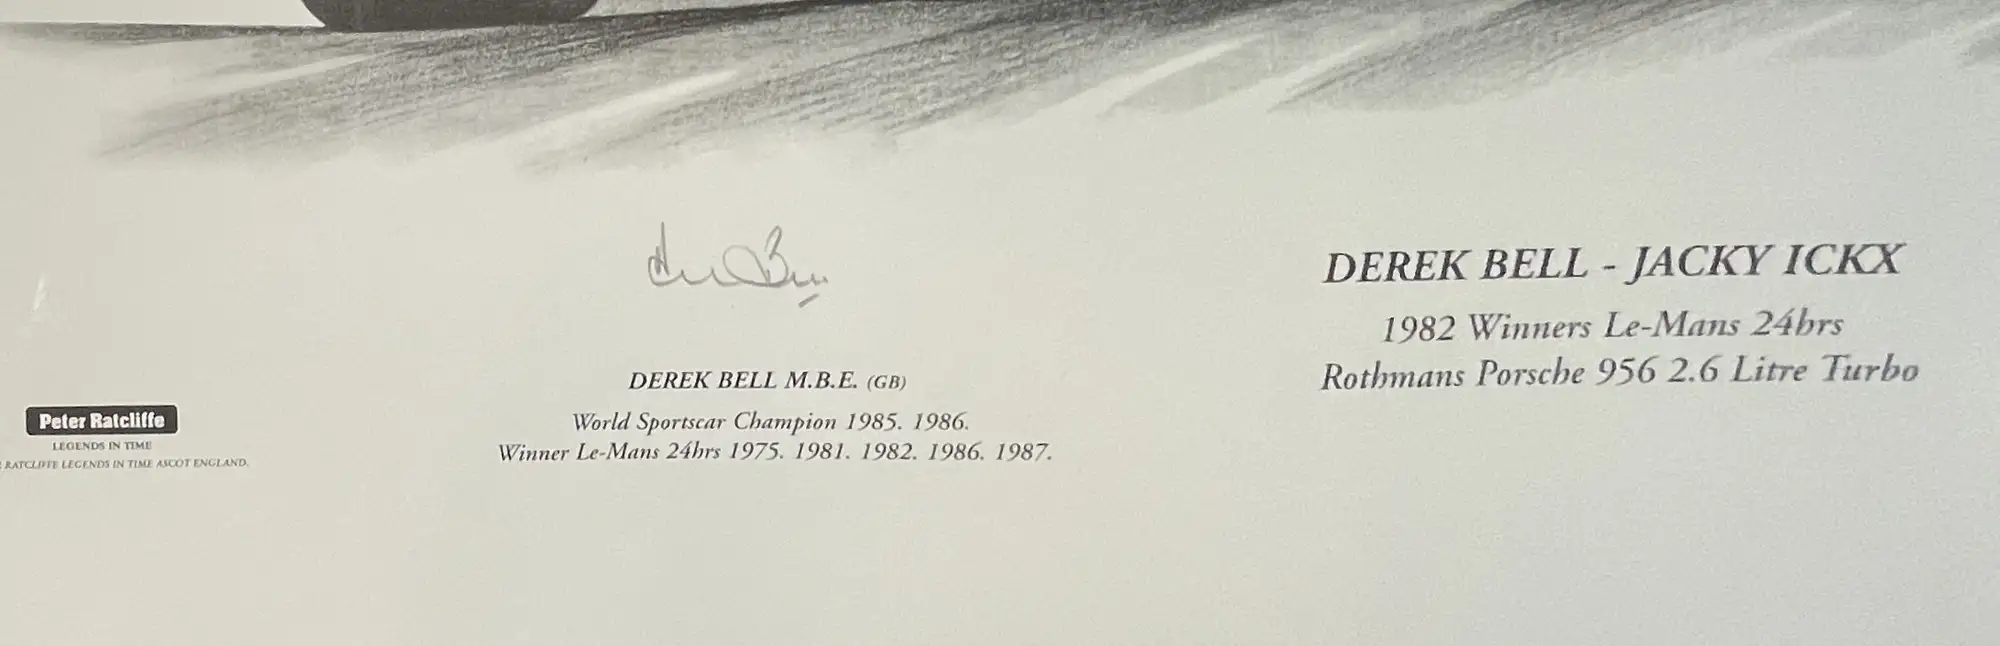 DEREK BELL - JACKY ICKX
1982 Winners Le-Mans 24hrs
Rothmans Porsche 956 2.6 Litre Turbo
DEREK BELL M.B.E. (GB)
World Sportscar Champion 1985. 1986.
Winner Le-Mans 24hrs 1975. 1981. 1982. 1986. 1987.
Peter Ratcliffe
LEGENDS IN TIME
RATCLIFFE LEGENDS IN TIME ASCOT ENGLAND.